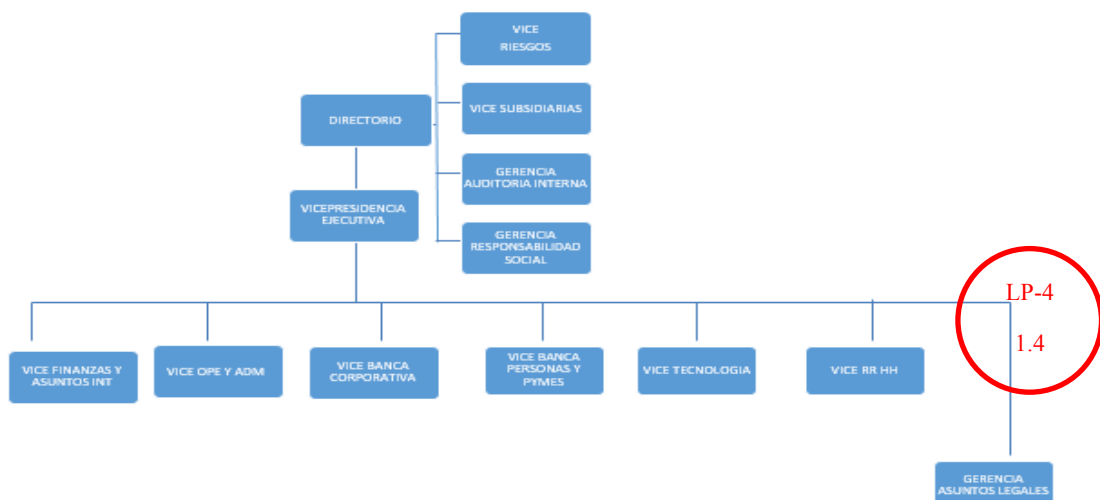 VICE
RIESGOS
VICE SUBSIDIARIAS
DIRECTORIO
GERENCIA
AUDITORIA INTERNA
VICEPRESIDENCIA
EJECUTIVA
GERENCIA
RESPONSABILIDAD
SOCIAL
LP-4
1.4
VICE FINANZAS Y
ASUNTOS INT
VICE OPE Y ADM
VICE BANCA
CORPORATIVA
VICE BANCA
PERSONAS Y
PYMES
VICE TECNOLOGIA
VICE RR HH
GERENCIA
ASUNTOS LEGALES